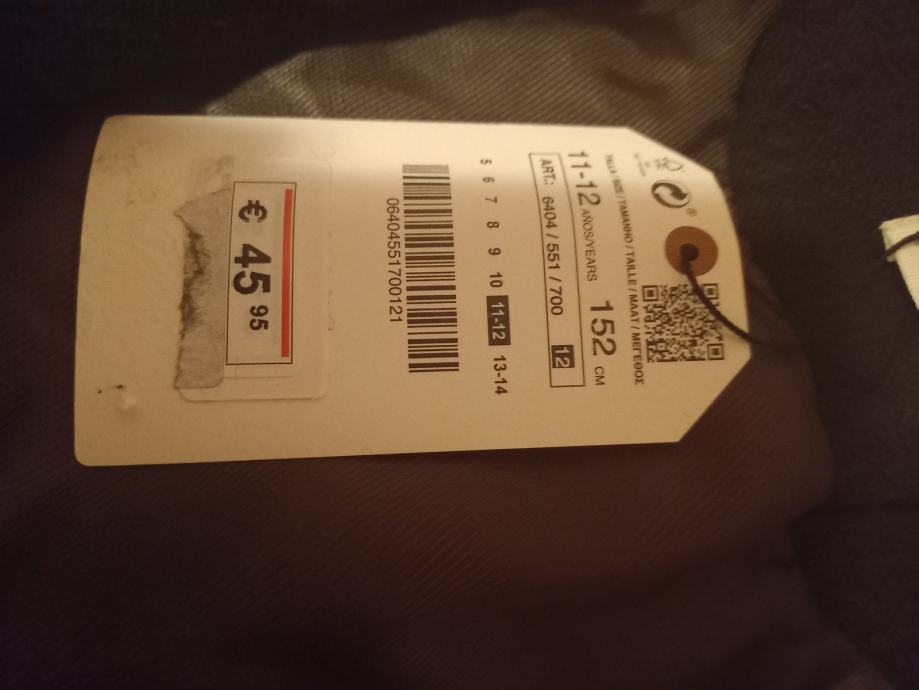 ®
TALLA / SIZE / TAMANHO / TAILLE / MAAT / ΜΕΓΕΘΟΣ
11-12 AÑOS/YEARS 152 CM
ART.: 6404 / 551 / 700 12
5 6 7 8 9 10 11-12 13-14
06404551700121
€ 45 95